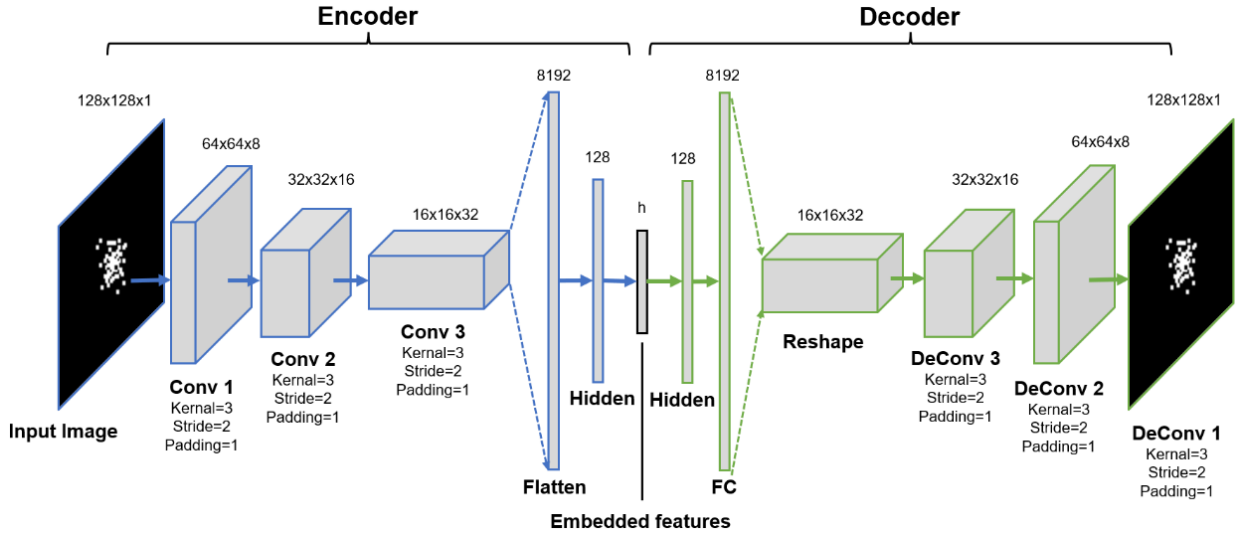 Encoder
Decoder
128x128x1
64x64x8
32x32x16
16x16x32
8192
128
h
128
8192
16x16x32
32x32x16
64x64x8
128x128x1
Input Image
Conv 1
Kernal=3
Stride=2
Padding=1
Conv 2
Kernal=3
Stride=2
Padding=1
Conv 3
Kernal=3
Stride=2
Padding=1
Flatten
Hidden
Embedded features
Hidden
FC
Reshape
DeConv 3
Kernal=3
Stride=2
Padding=1
DeConv 2
Kernal=3
Stride=2
Padding=1
DeConv 1
Kernal=3
Stride=2
Padding=1